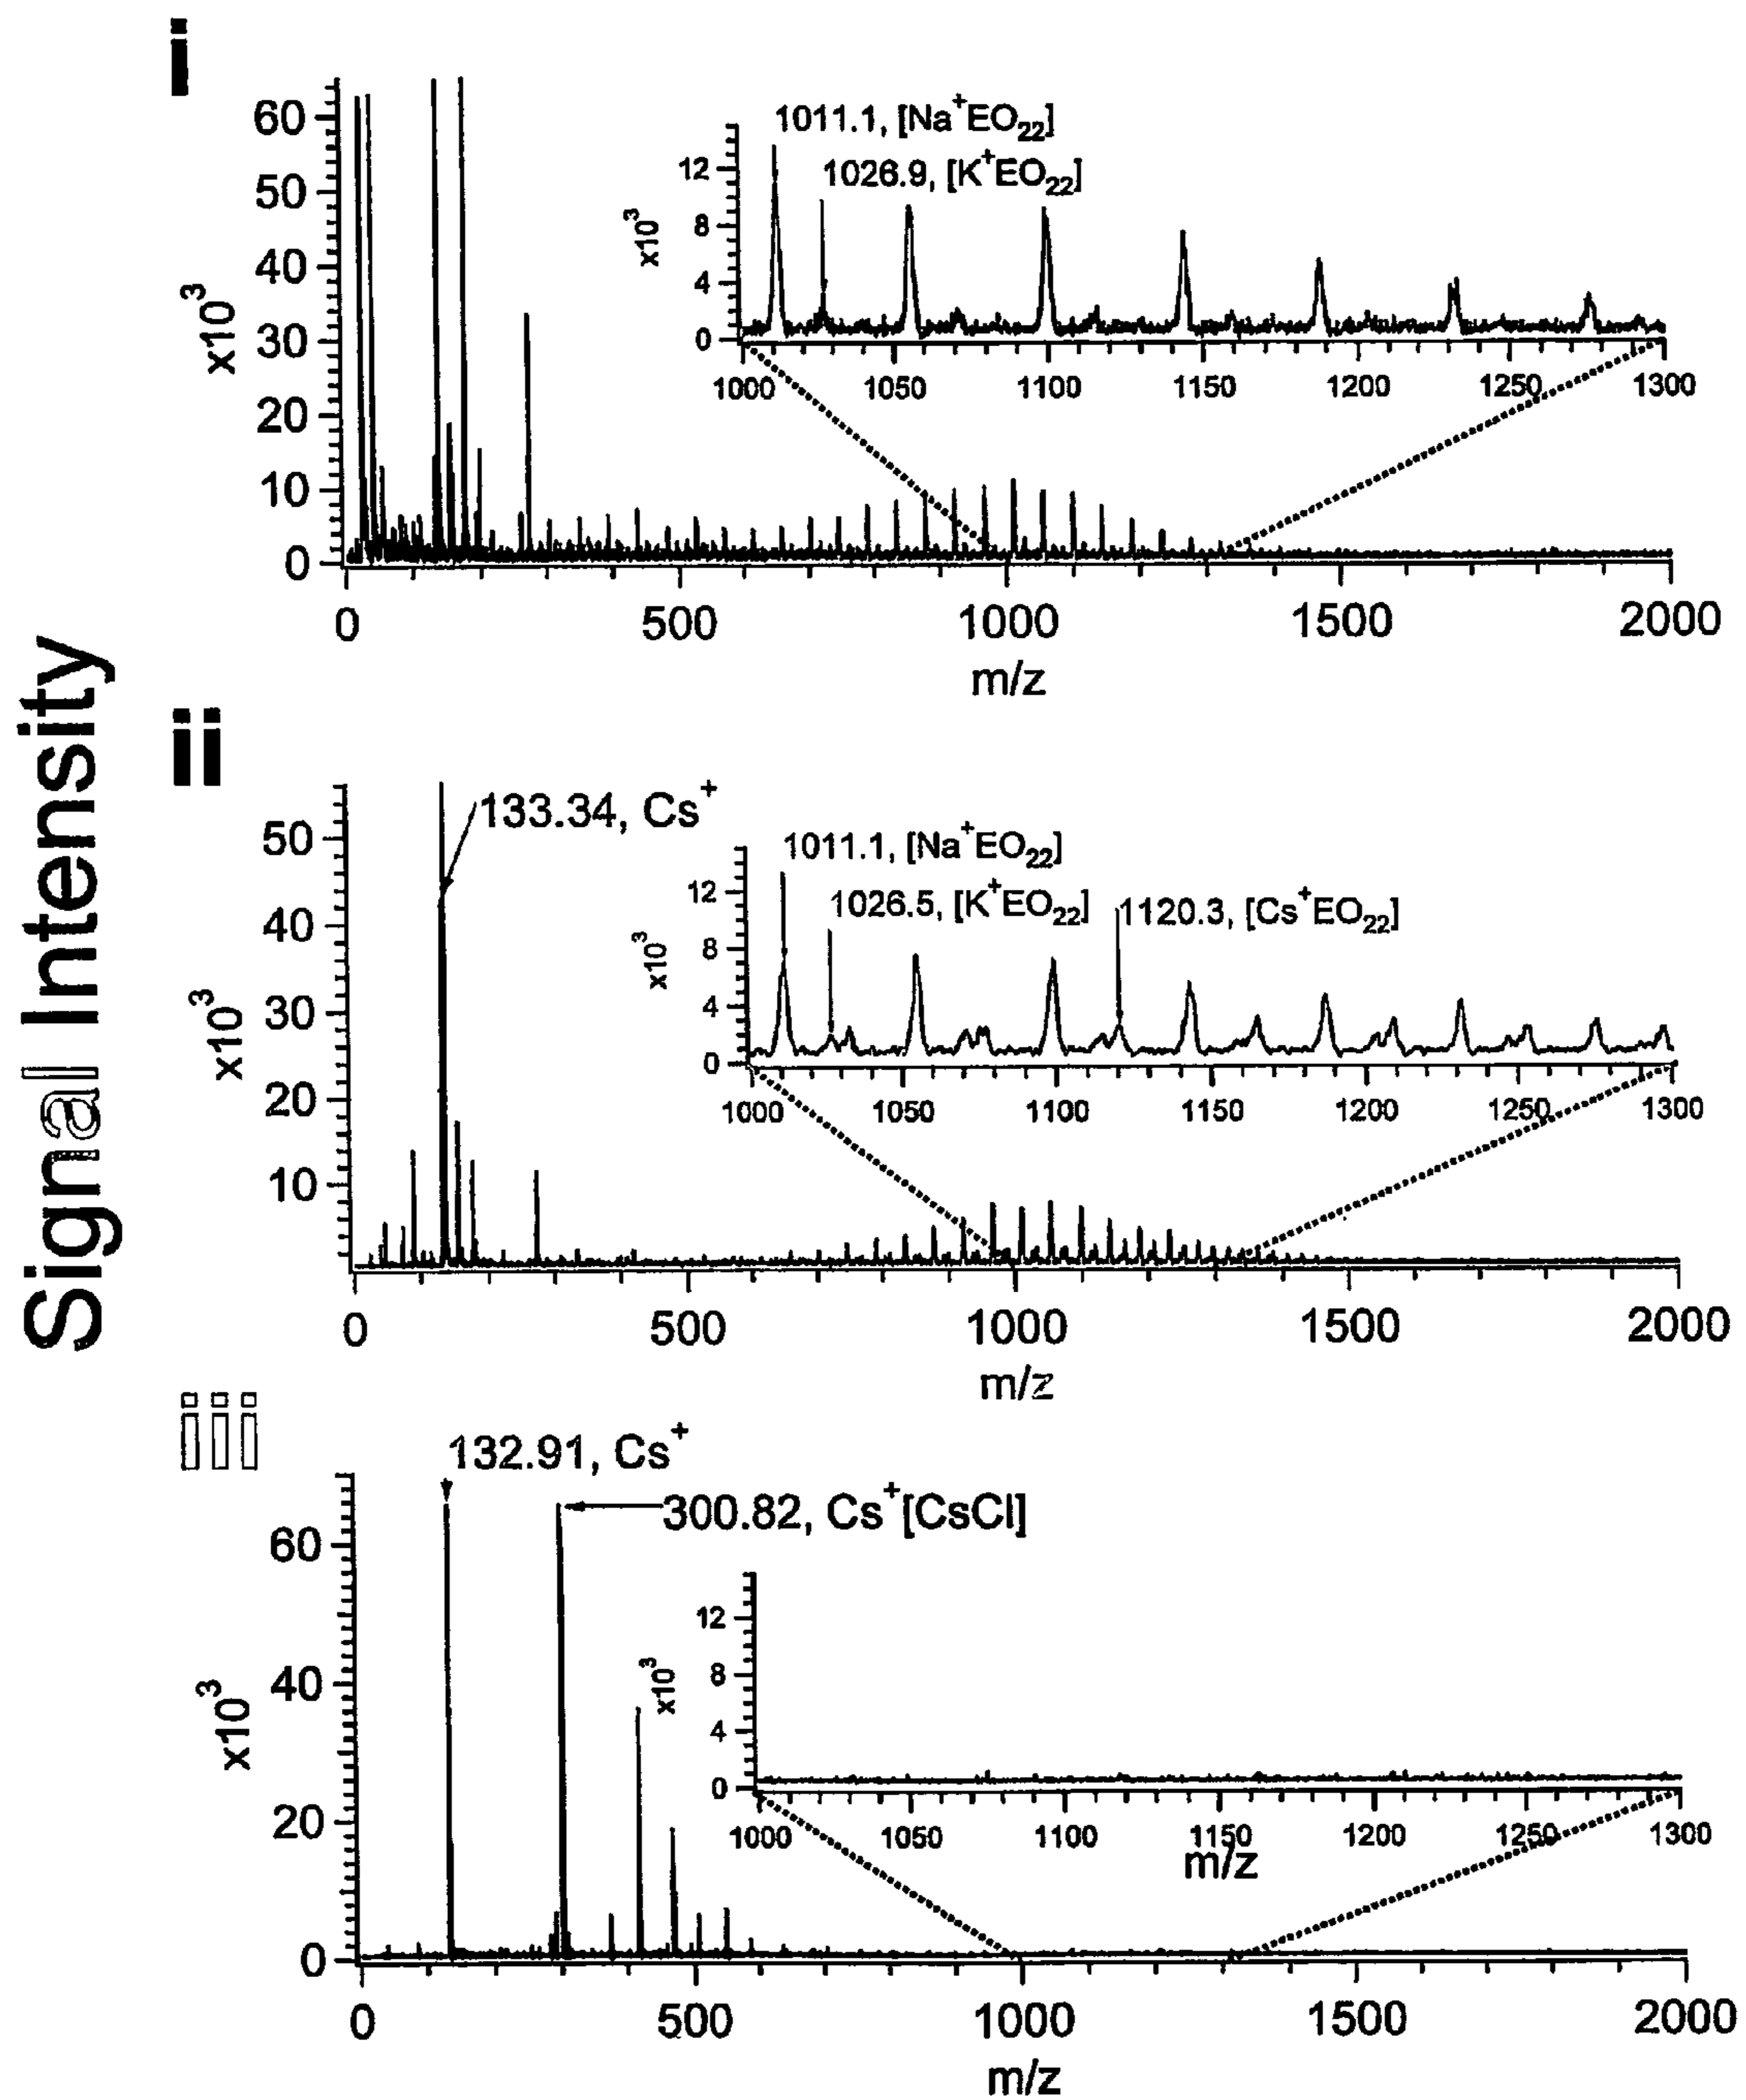 Signal Intensity
i
x10³
60
50
40
30
20
10
0
0 500 1000 1500 2000
m/z
1011.1, [Na⁺EO₂₂]
1026.9, [K⁺EO₂₂]
x10³
12
8
4
0
1000 1050 1100 1150 1200 1250 1300
ii
133.34, Cs⁺
x10³
50
40
30
20
10
0 500 1000 1500 2000
m/z
1011.1, [Na⁺EO₂₂]
1026.5, [K⁺EO₂₂] 1120.3, [Cs⁺EO₂₂]
x10³
12
8
4
0
1000 1050 1100 1150 1200 1250 1300
iii
132.91, Cs⁺
300.82, Cs⁺[CsCl]
x10³
60
40
20
0
0 500 1000 1500 2000
m/z
x10³
12
8
4
0
1000 1050 1100 1150 1200 1250 1300
m/z